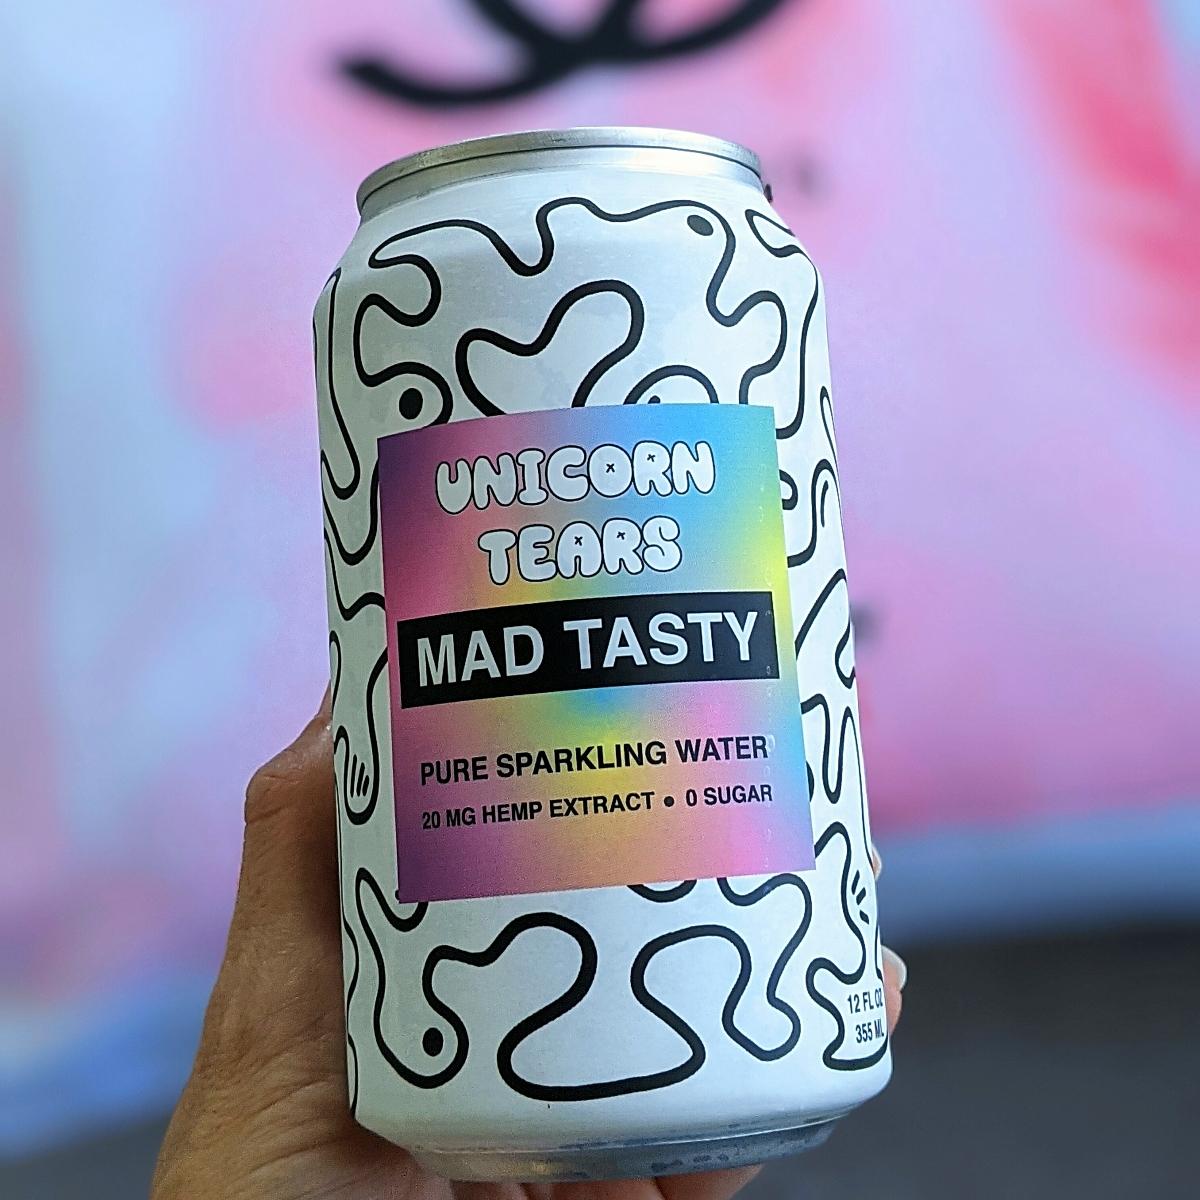 UNICORN
TEARS
MAD TASTY
PURE SPARKLING WATER
20 MG HEMP EXTRACT • 0 SUGAR
12 FL OZ
355 ML